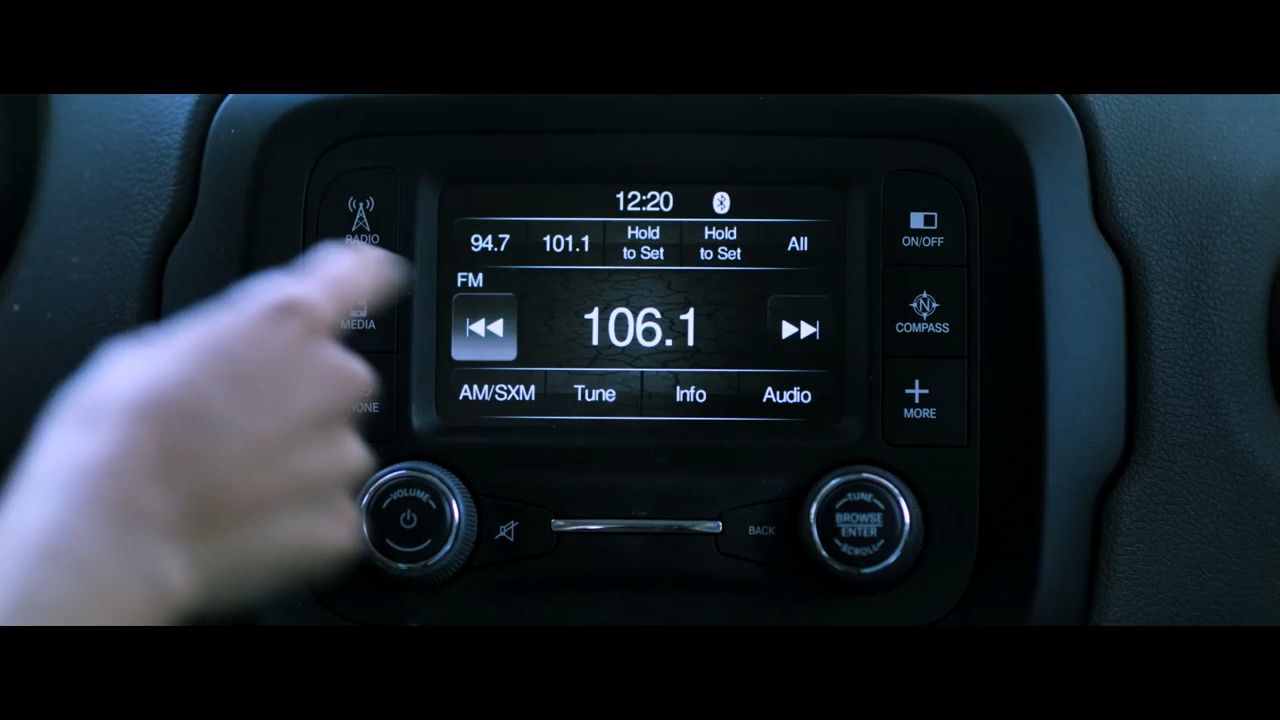 12:20
RADIO
94.7 101.1 Hold to Set Hold to Set All
ON/OFF
FM
MEDIA
106.1
COMPASS
AM/SXM Tune Info Audio
MORE
VOLUME
BACK
TUNE
BROWSE
ENTER
SCROLL